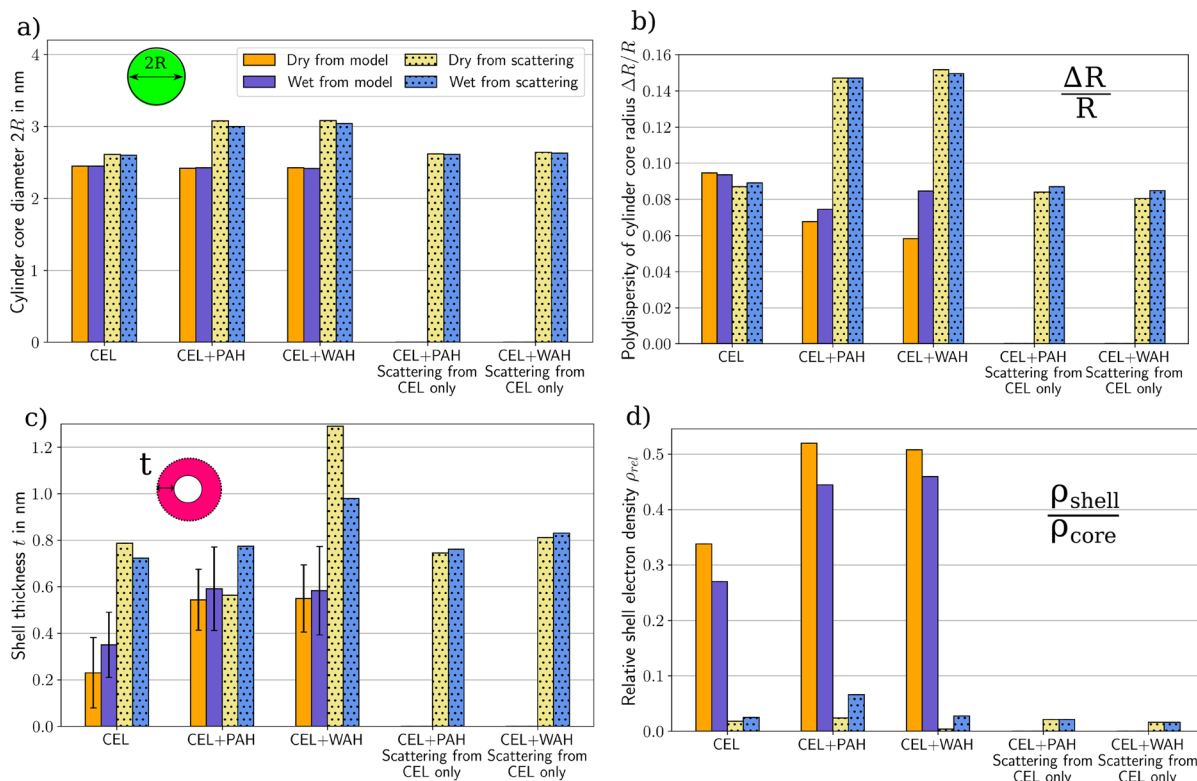 a)
Cylinder core diameter 2R in nm
4
3
2
1
0
2R
Dry from model
Wet from model
Dry from scattering
Wet from scattering
CEL
CEL+PAH
CEL+WAH
CEL+PAH
Scattering from
CEL only
CEL+WAH
Scattering from
CEL only
b)
Polydispersity of cylinder core radius ΔR/R
0.16
0.14
0.12
0.10
0.08
0.06
0.04
0.02
0.00
ΔR
R
CEL
CEL+PAH
CEL+WAH
CEL+PAH
Scattering from
CEL only
CEL+WAH
Scattering from
CEL only
c)
Shell thickness t in nm
1.2
1.0
0.8
0.6
0.4
0.2
0.0
t
CEL
CEL+PAH
CEL+WAH
CEL+PAH
Scattering from
CEL only
CEL+WAH
Scattering from
CEL only
d)
Relative shell electron density ρrel
0.5
0.4
0.3
0.2
0.1
0.0
ρshell
ρcore
CEL
CEL+PAH
CEL+WAH
CEL+PAH
Scattering from
CEL only
CEL+WAH
Scattering from
CEL only